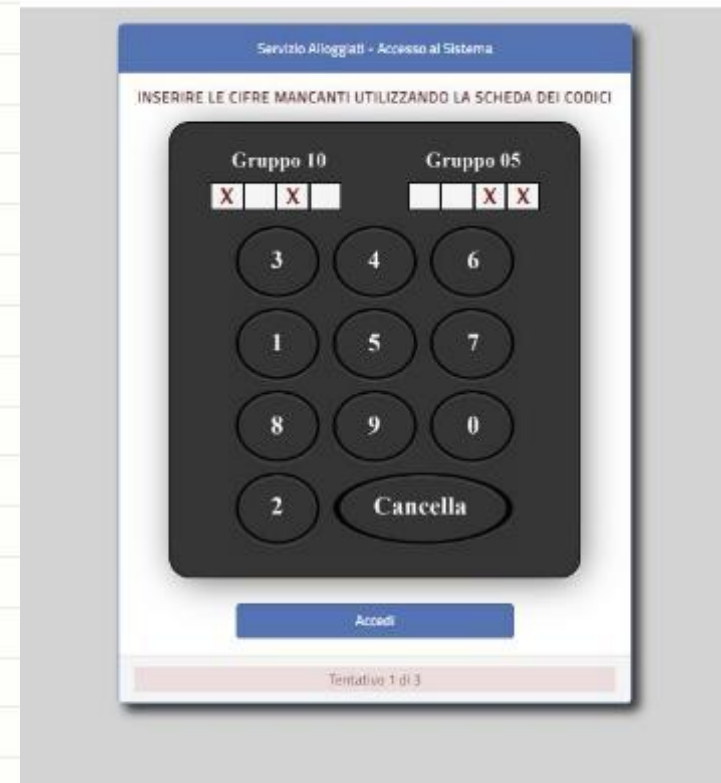 Servizio Alloggiati - Accesso al Sistema
INSERIRE LE CIFRE MANCANTI UTILIZZANDO LA SCHEDA DEI CODICI
Gruppo 10 Gruppo 05
X X X X
3 4 6
1 5 7
8 9 0
2 Cancella
Accedi
Tentativo 1 di 3